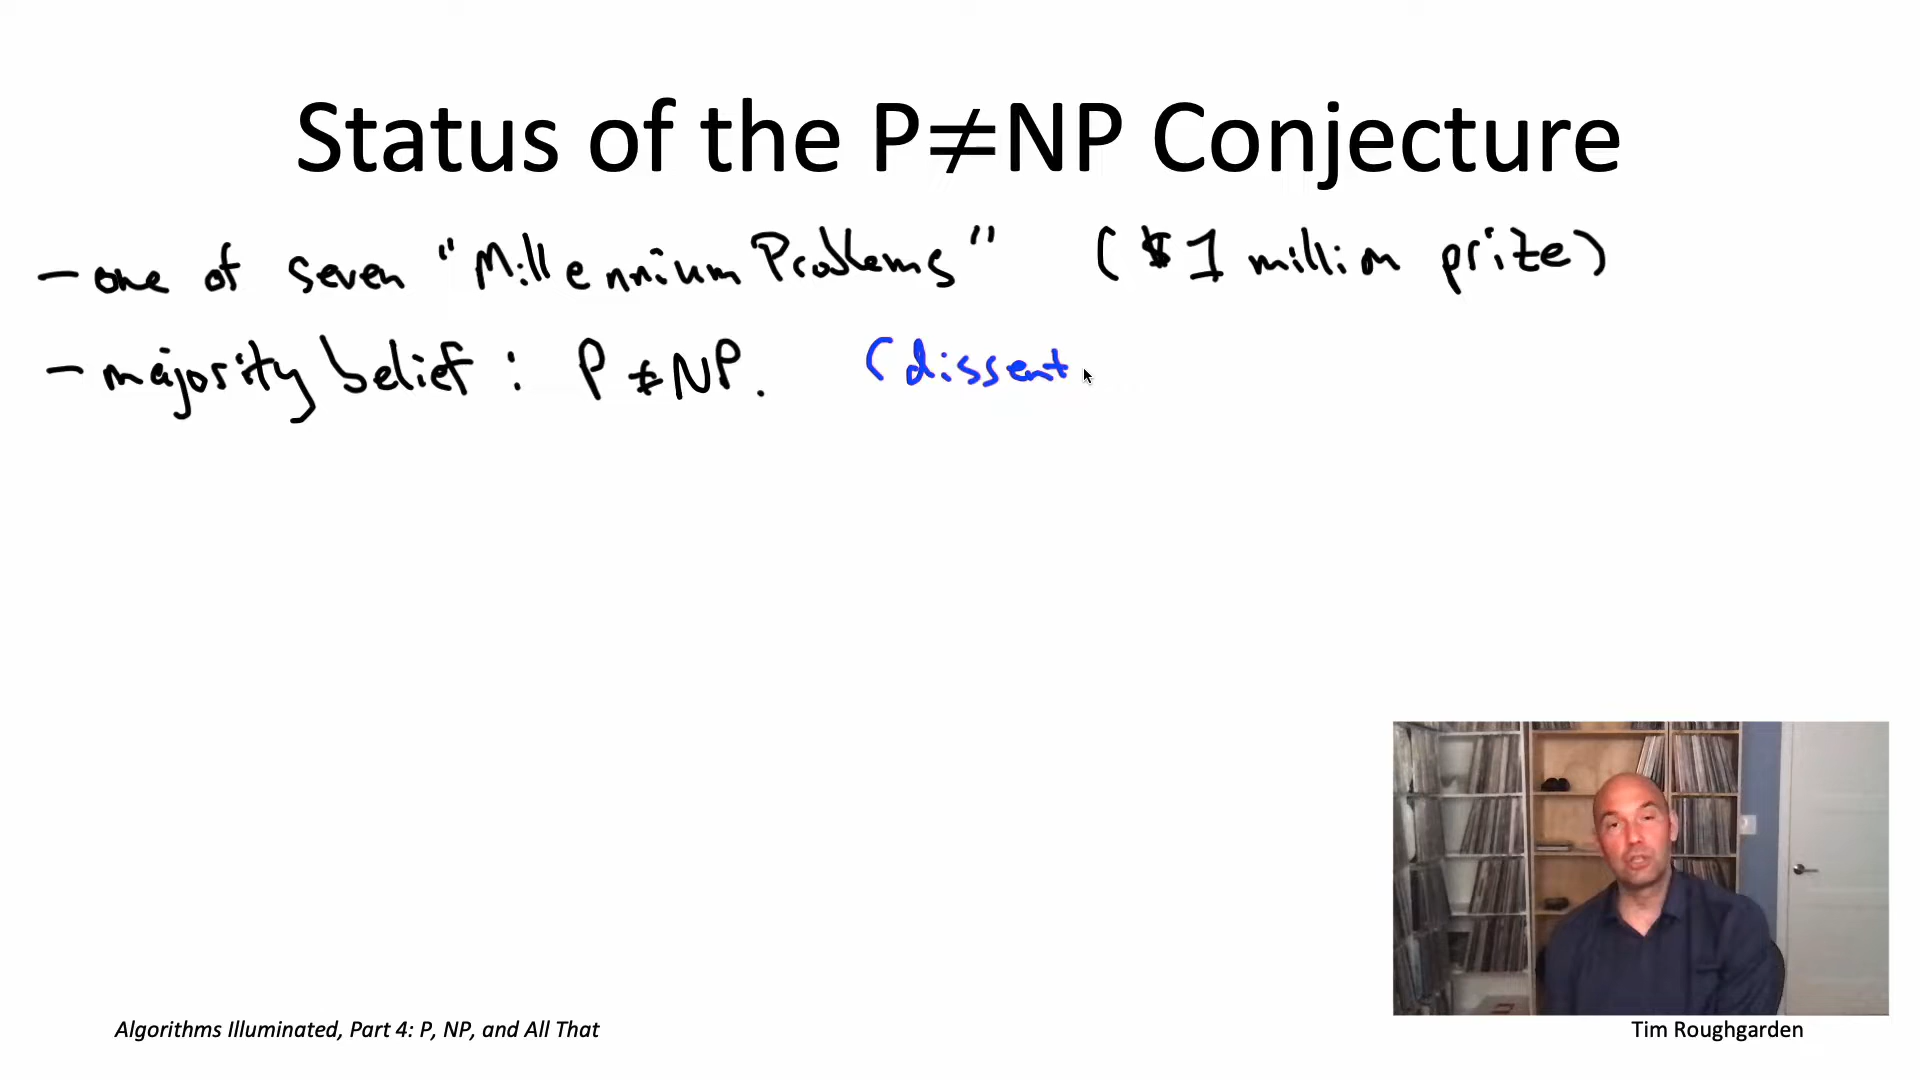 Status of the P≠NP Conjecture
- one of seven "Millennium Problems" ($1 million prize)
- majority belief : P ≠ NP. (dissent
Algorithms Illuminated, Part 4: P, NP, and All That
Tim Roughgarden